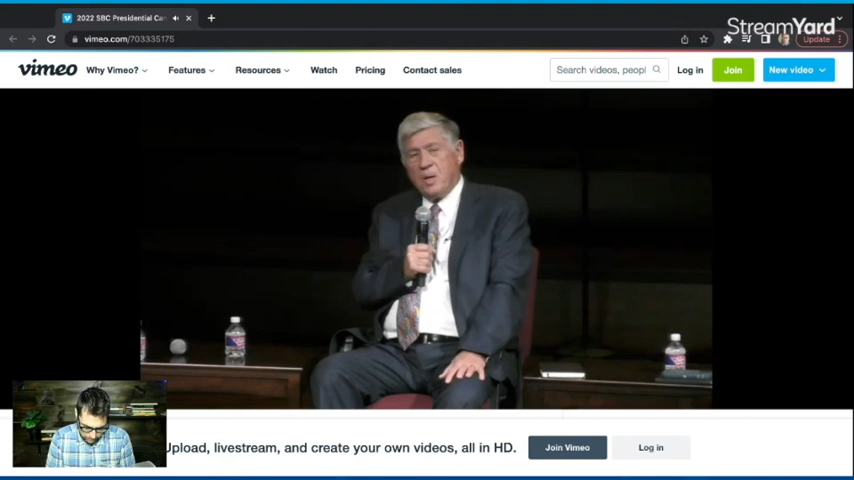 2022 SBC Presidential Can
StreamYard
vimeo.com/703335175
Update
vimeo
Why Vimeo?
Features
Resources
Watch
Pricing
Contact sales
Search videos, peopl
Log in
Join
New video
Upload, livestream, and create your own videos, all in HD.
Join Vimeo
Log in